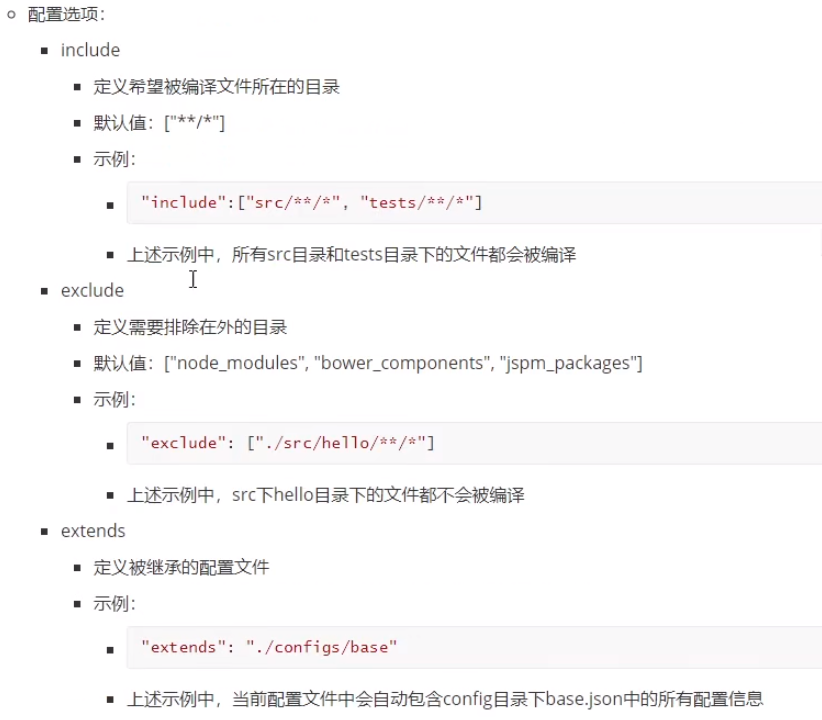 配置选项：
include
定义希望被编译文件所在的目录
默认值：["**/*"]
示例：
"include":["src/**/*", "tests/**/*"]
上述示例中，所有src目录和tests目录下的文件都会被编译
exclude
定义需要排除在外的目录
默认值：["node_modules", "bower_components", "jspm_packages"]
示例：
"exclude": ["./src/hello/**/*"]
上述示例中，src下hello目录下的文件都不会被编译
extends
定义被继承的配置文件
示例：
"extends": "./configs/base"
上述示例中，当前配置文件中会自动包含config目录下base.json中的所有配置信息